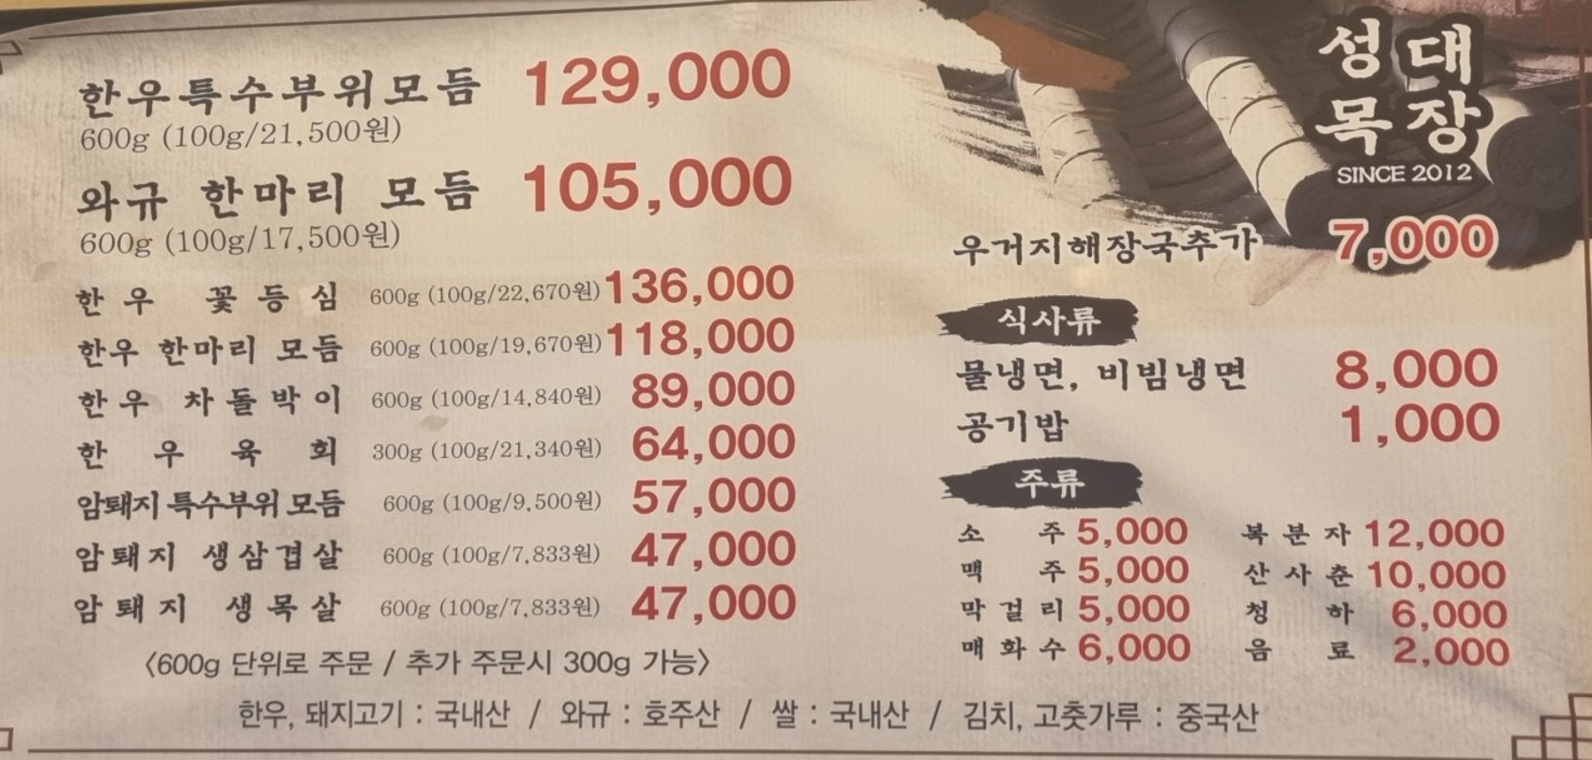 한우특수부위모듬 129,000
600g (100g/21,500원)
와규 한마리 모듬 105,000
600g (100g/17,500원)
한우 꽃등심 600g (100g/22,670원) 136,000
한우 한마리 모듬 600g (100g/19,670원) 118,000
한우 차돌박이 600g (100g/14,840원) 89,000
한우육회 300g (100g/21,340원) 64,000
암퇘지 특수부위 모듬 600g (100g/9,500원) 57,000
암퇘지 생삼겹살 600g (100g/7,833원) 47,000
암퇘지 생목살 600g (100g/7,833원) 47,000
〈600g 단위로 주문 / 추가 주문시 300g 가능〉
성대
목장
SINCE 2012
우거지해장국추가 7,000
식사류
물냉면, 비빔냉면 8,000
공기밥 1,000
주류
소주 5,000 복분자 12,000
맥주 5,000 산사춘 10,000
막걸리 5,000 청하 6,000
매화수 6,000 음료 2,000
한우, 돼지고기 : 국내산 / 와규 : 호주산 / 쌀 : 국내산 / 김치, 고춧가루 : 중국산